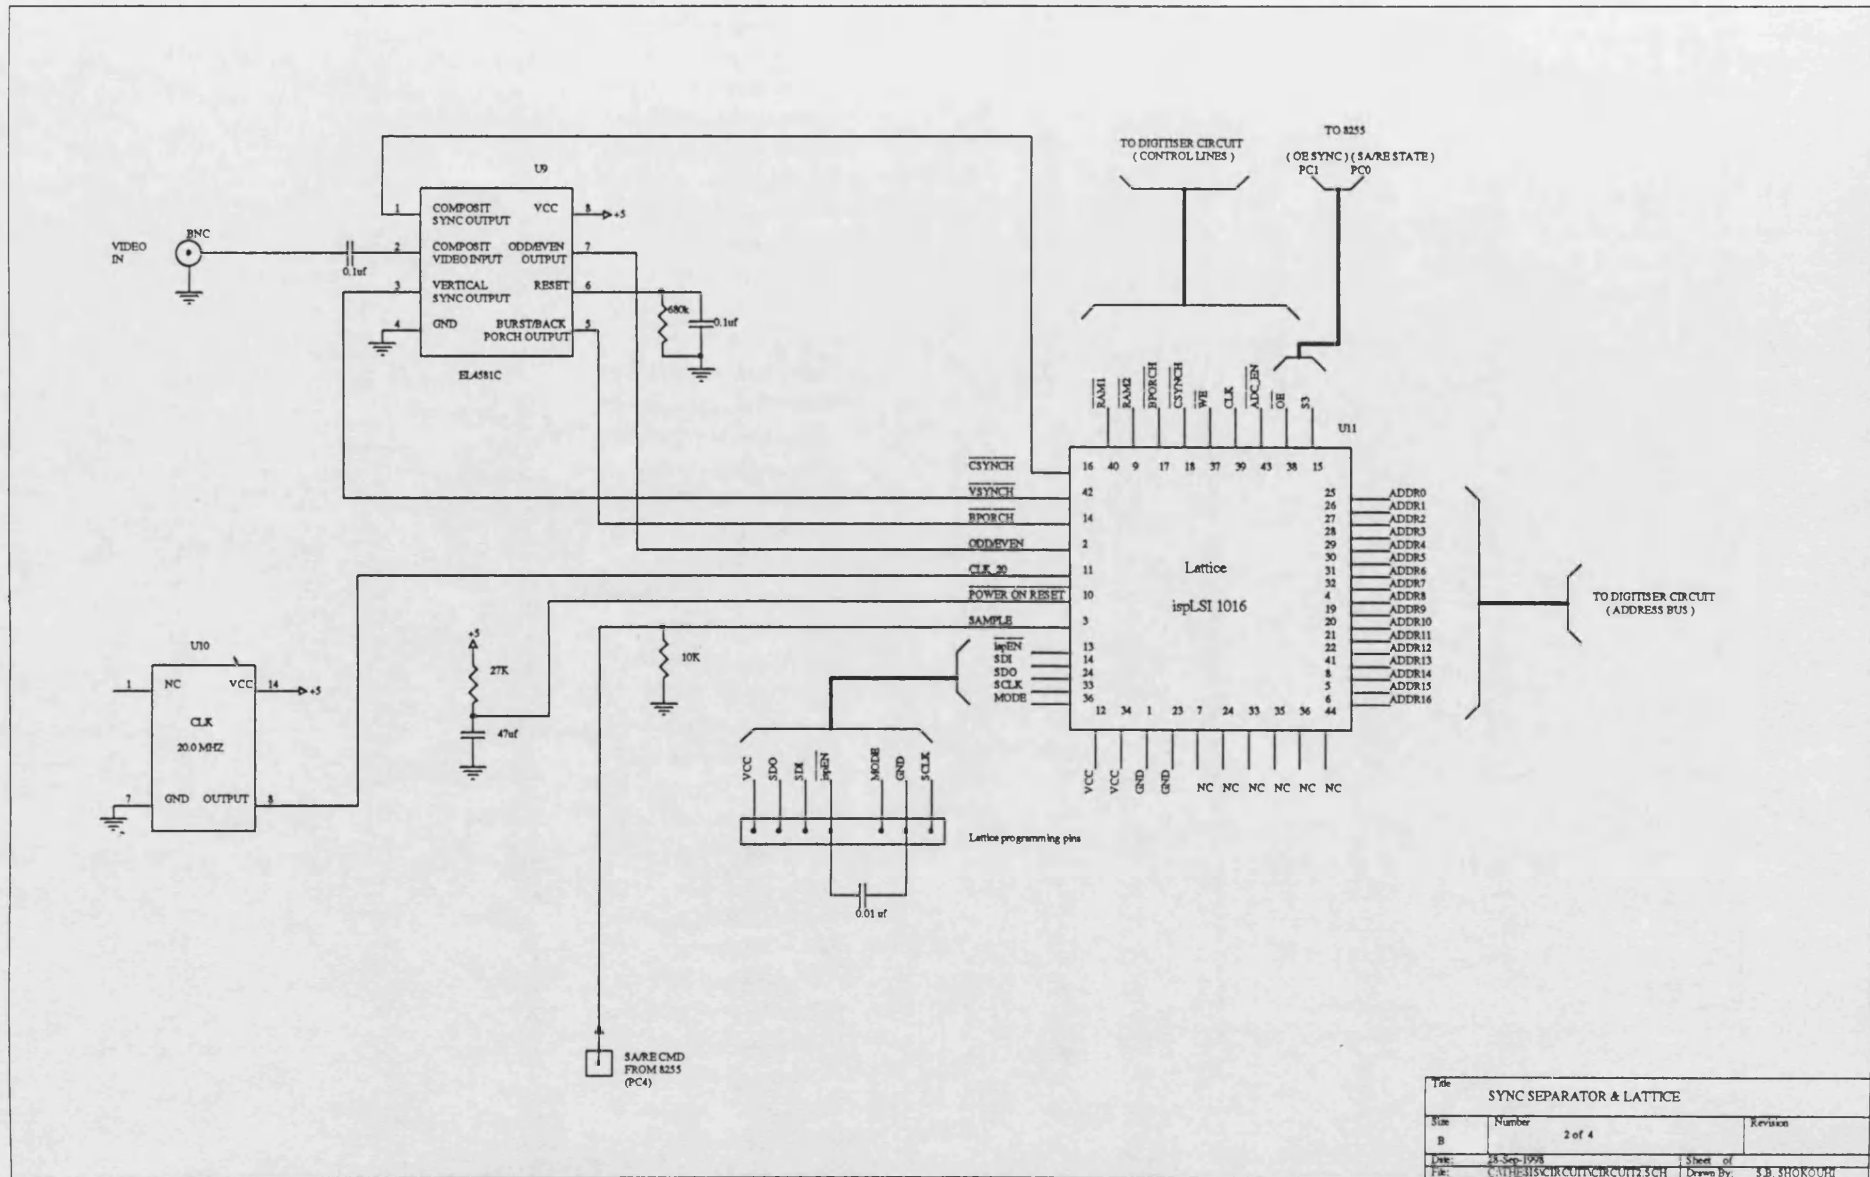 TO DIGITISER CIRCUIT
( CONTROL LINES )
TO 8255
( OE SYNC ) ( SA/RE STATE )
PC1 PC0
U9
1 COMPOSIT SYNC OUTPUT
VCC 8 +5
2 COMPOSIT VIDEO INPUT
ODD/EVEN OUTPUT 7
3 VERTICAL SYNC OUTPUT
RESET 6
4 GND
BURST/BACK PORCH OUTPUT 5
EL4581C
VIDEO IN
BNC
0.1uf
680k
0.1uf
RAM1 RAM2 BPORCH CSYNCH WE CLK ADC_EN OE S3
U11
16 40 9 17 18 37 39 43 38 15
CSYNCH
VSYNCH 42
BPORCH 14
ODD/EVEN 2
CLK_20 11
POWER ON RESET 10
SAMPLE 3
ispEN 13
SDI 14
SDO 24
SCLK 33
MODE 36
Lattice
ispLSI 1016
25 ADDR0
26 ADDR1
27 ADDR2
28 ADDR3
29 ADDR4
30 ADDR5
31 ADDR6
32 ADDR7
4 ADDR8
19 ADDR9
20 ADDR10
21 ADDR11
22 ADDR12
41 ADDR13
8 ADDR14
5 ADDR15
6 ADDR16
TO DIGITISER CIRCUIT
( ADDRESS BUS )
12 34 1 23 7 24 33 35 36 44
VCC VCC GND GND NC NC NC NC NC NC
U10
1 NC VCC 14 +5
CLK
20.0 MHZ
7 GND OUTPUT 8
+5
27K
47uf
10K
VCC SDO SDI ispEN MODE GND SCLK
Lattice programming pins
0.01 uf
SA/RE CMD
FROM 8255
(PC4)
Title
SYNC SEPARATOR & LATTICE
Size Number Revision
B 2 of 4
Date: 28-Sep-1998 Sheet of
File: C:\THESIS\CIRCUIT\CIRCUIT2.SCH Drawn By: S.B. SHOKOUHI